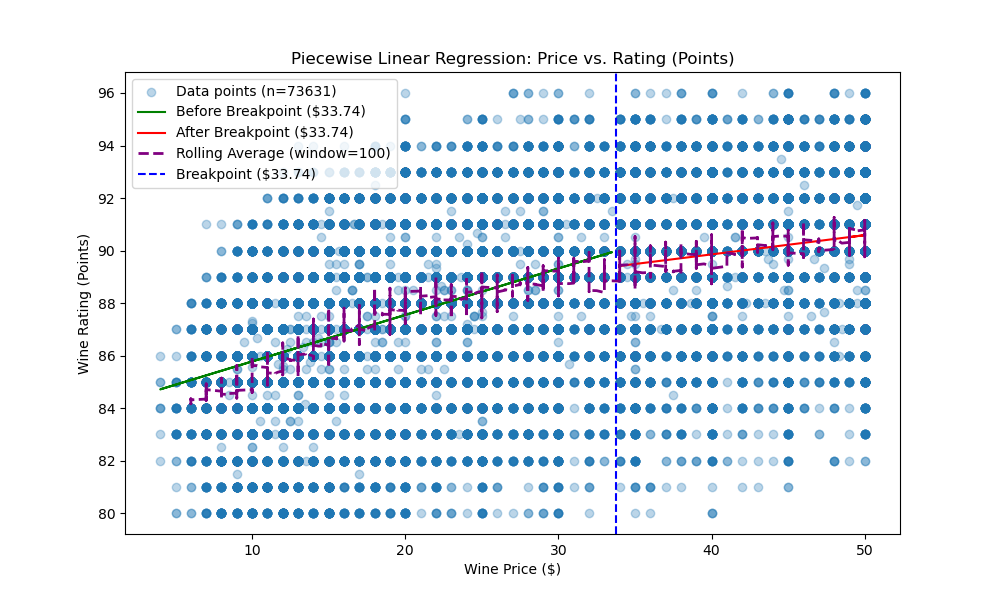 Piecewise Linear Regression: Price vs. Rating (Points)
Data points (n=73631)
Before Breakpoint ($33.74)
After Breakpoint ($33.74)
Rolling Average (window=100)
Breakpoint ($33.74)
Wine Rating (Points)
96
94
92
90
88
86
84
82
80
10 20 30 40 50
Wine Price ($)